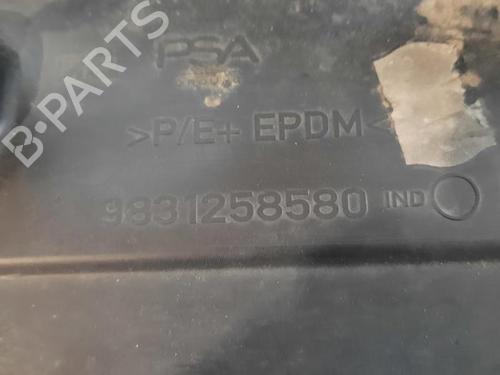 PSA
>P/E+ EPDM<
9831258580 IND
B-PARTS